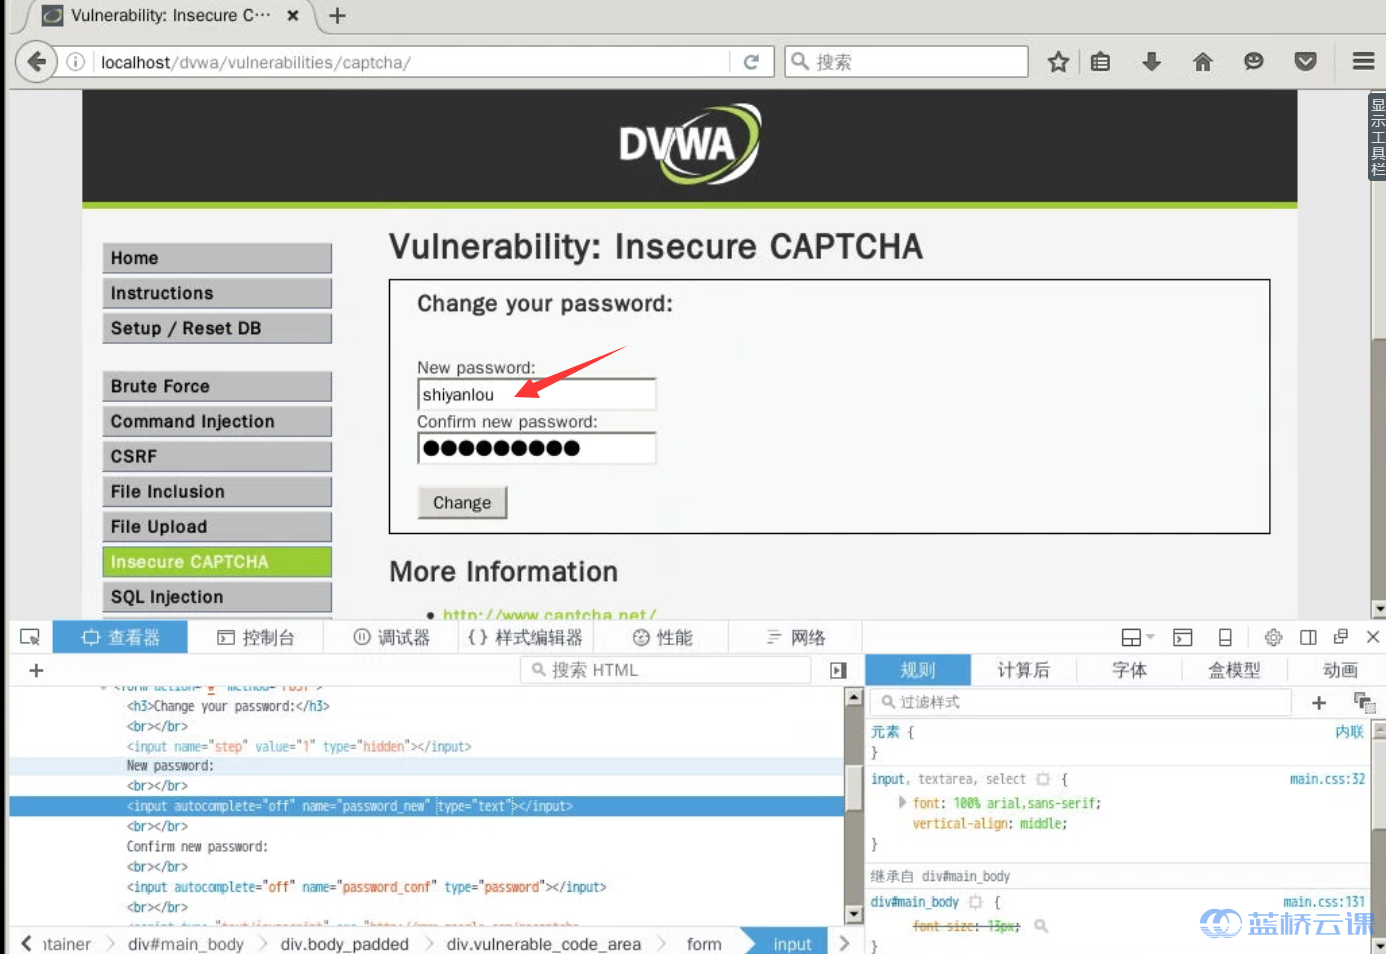 Vulnerability: Insecure C···
localhost/dvwa/vulnerabilities/captcha/
搜索
显示工具栏
DVWA
Home
Instructions
Setup / Reset DB
Brute Force
Command Injection
CSRF
File Inclusion
File Upload
Insecure CAPTCHA
SQL Injection
Vulnerability: Insecure CAPTCHA
Change your password:
New password:
shiyanlou
Confirm new password:
Change
More Information
http://www.captcha.net/
查看器
控制台
调试器
{} 样式编辑器
性能
网络
搜索 HTML
<form action="#" method="POST">
<h3>Change your password:</h3>
<br></br>
<input name="step" value="1" type="hidden"></input>
New password:
<br></br>
<input autocomplete="off" name="password_new" type="text"></input>
<br></br>
Confirm new password:
<br></br>
<input autocomplete="off" name="password_conf" type="password"></input>
<br></br>
ntainer
div#main_body
div.body_padded
div.vulnerable_code_area
form
input
规则
计算后
字体
盒模型
动画
过滤样式
元素 {
内联
}
input, textarea, select {
main.css:32
font: 100% arial,sans-serif;
vertical-align: middle;
}
继承自 div#main_body
div#main_body {
main.css:131
font-size: 13px;
}
蓝桥云课